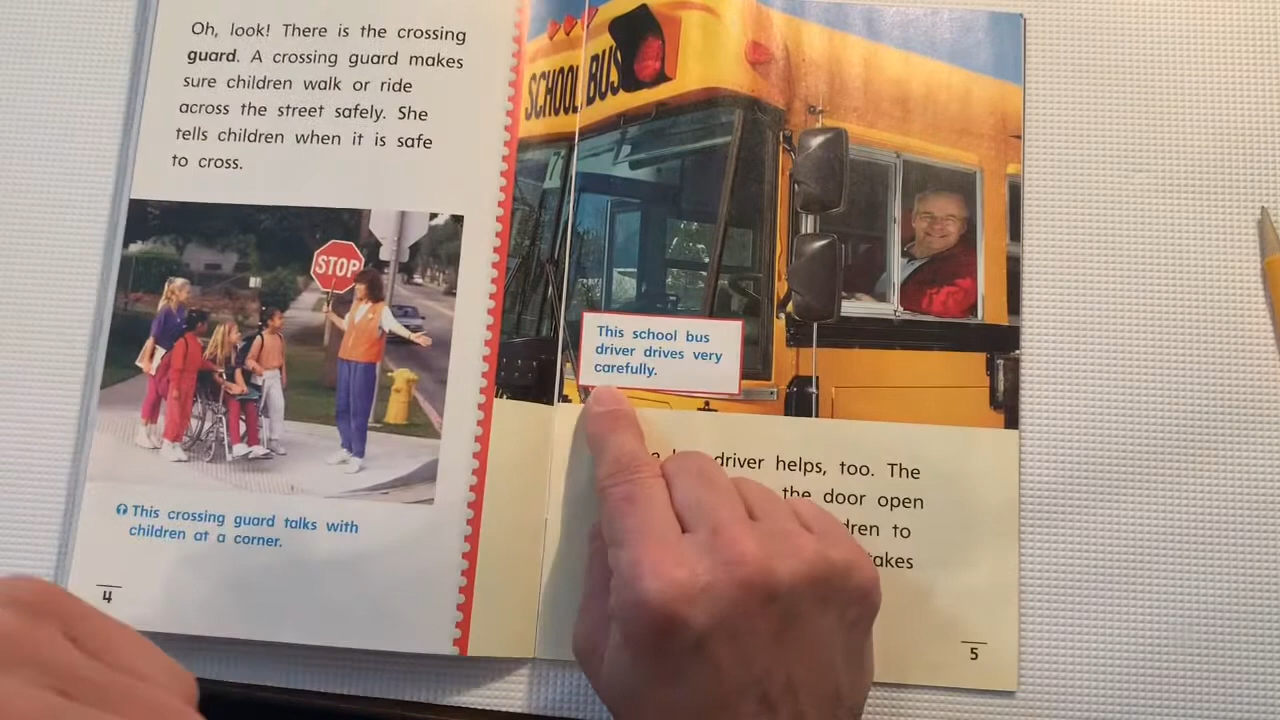 Oh, look! There is the crossing
guard. A crossing guard makes
sure children walk or ride
across the street safely. She
tells children when it is safe
to cross.
STOP
This crossing guard talks with
children at a corner.
4
SCHOOL BUS
7
This school bus
driver drives very
carefully.
driver helps, too. The
the door open
to
5